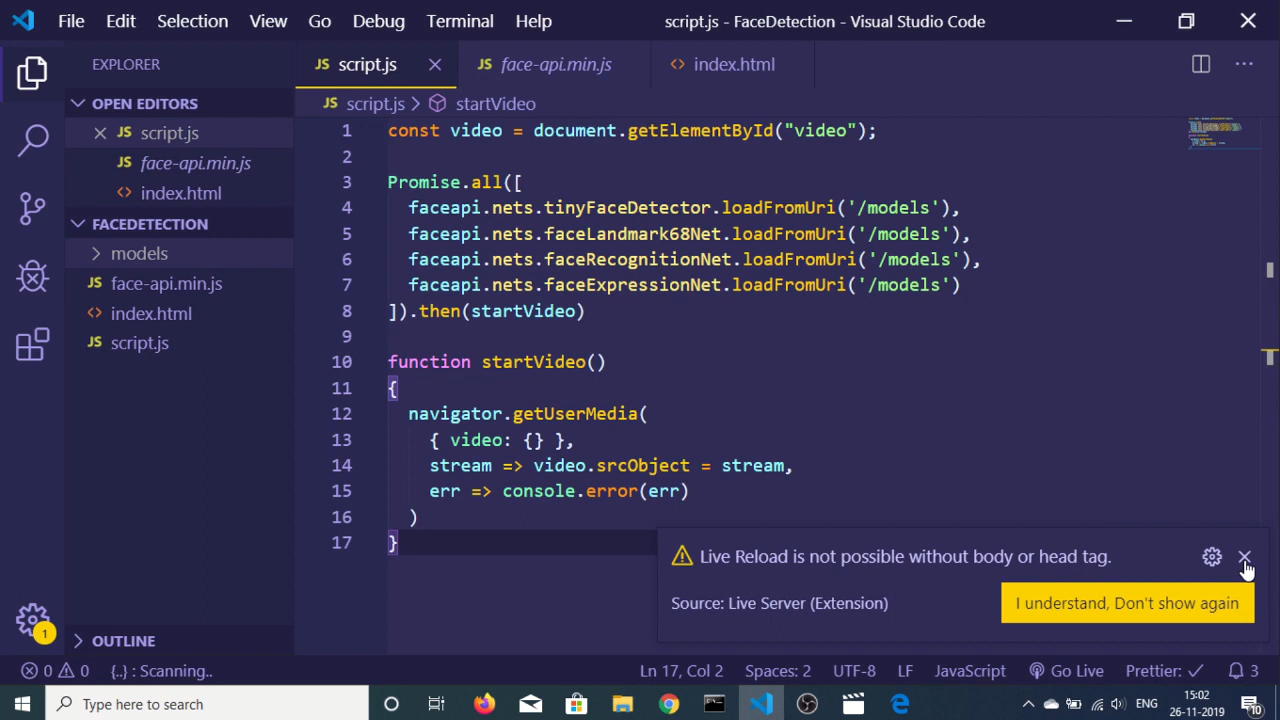 File Edit Selection View Go Debug Terminal Help script.js - FaceDetection - Visual Studio Code
EXPLORER
OPEN EDITORS
JS script.js
JS face-api.min.js
<> index.html
FACEDETECTION
models
JS face-api.min.js
<> index.html
JS script.js
OUTLINE
JS script.js JS face-api.min.js <> index.html
JS script.js > startVideo
1 const video = document.getElementById("video");
2
3 Promise.all([
4 faceapi.nets.tinyFaceDetector.loadFromUri('/models'),
5 faceapi.nets.faceLandmark68Net.loadFromUri('/models'),
6 faceapi.nets.faceRecognitionNet.loadFromUri('/models'),
7 faceapi.nets.faceExpressionNet.loadFromUri('/models')
8 ]).then(startVideo)
9
10 function startVideo()
11 {
12 navigator.getUserMedia(
13 { video: {} },
14 stream => video.srcObject = stream,
15 err => console.error(err)
16 )
17 }
Live Reload is not possible without body or head tag.
Source: Live Server (Extension) I understand, Don't show again
1
0 0 {..} : Scanning.. Ln 17, Col 2 Spaces: 2 UTF-8 LF JavaScript Go Live Prettier: ✓ 3
Type here to search ENG 15:02
26-11-2019 10